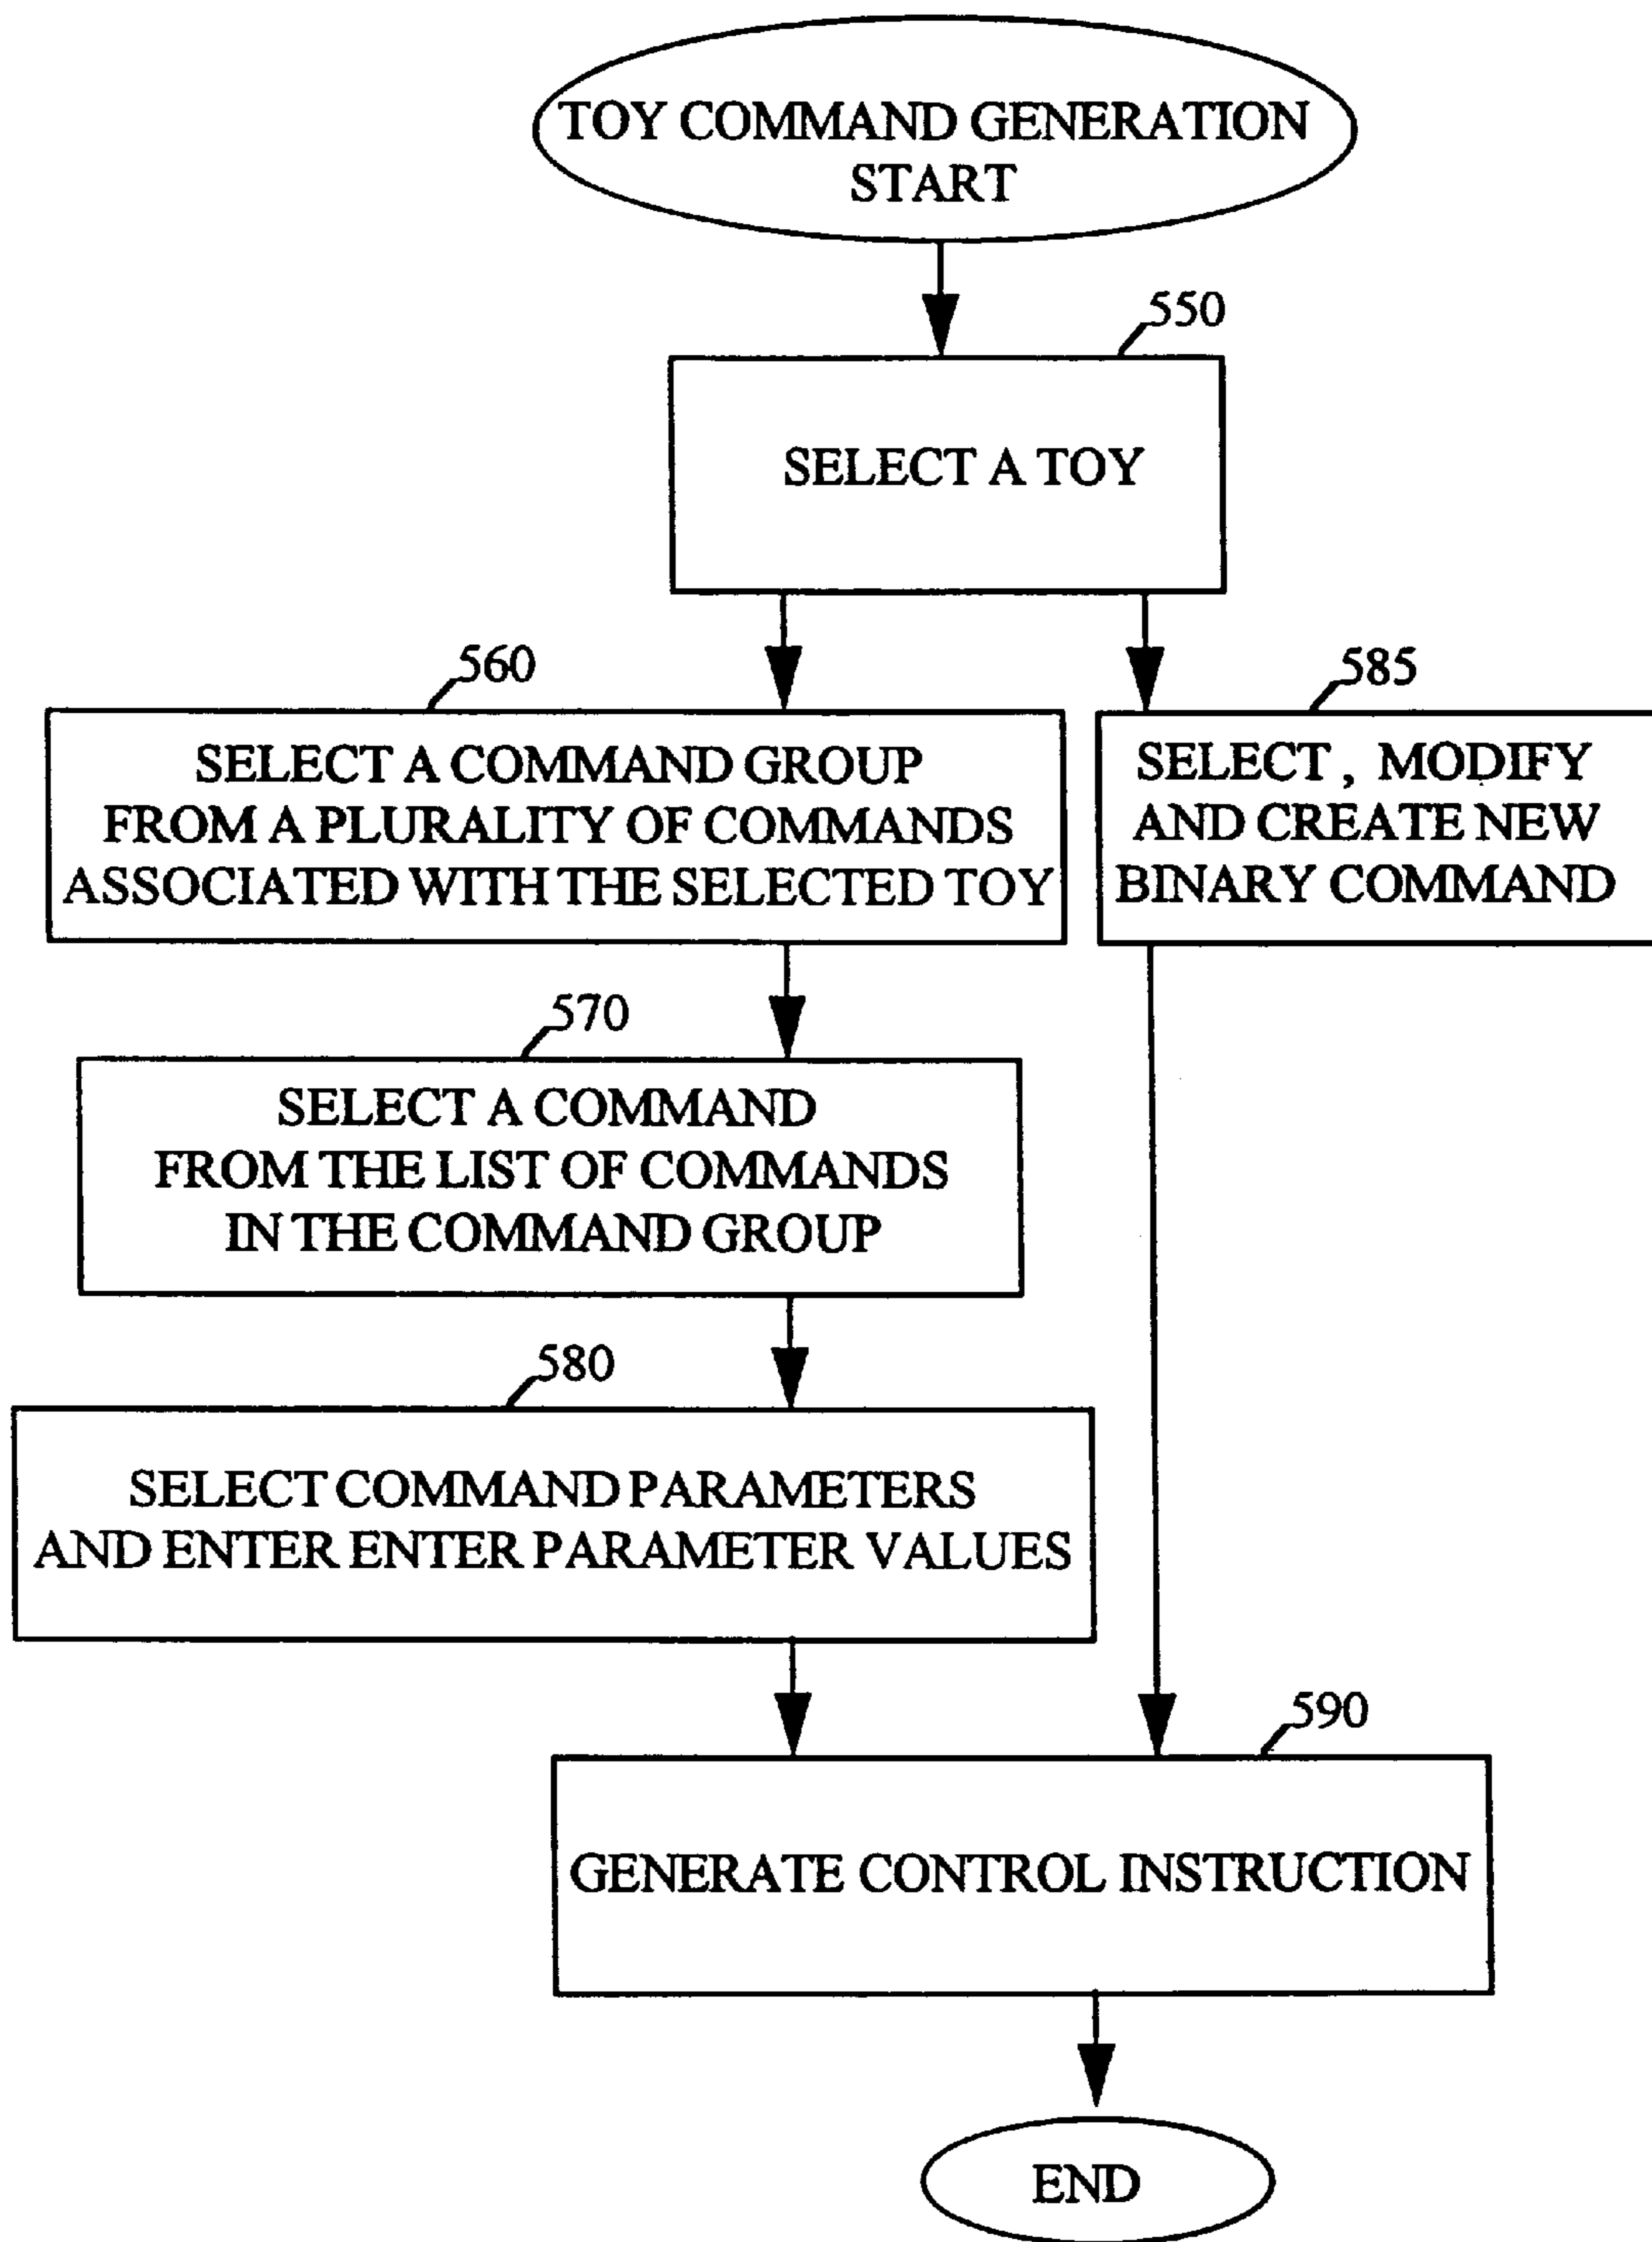 TOY COMMAND GENERATION
START
550
SELECT A TOY
560
SELECT A COMMAND GROUP
FROM A PLURALITY OF COMMANDS
ASSOCIATED WITH THE SELECTED TOY
585
SELECT , MODIFY
AND CREATE NEW
BINARY COMMAND
570
SELECT A COMMAND
FROM THE LIST OF COMMANDS
IN THE COMMAND GROUP
580
SELECT COMMAND PARAMETERS
AND ENTER ENTER PARAMETER VALUES
590
GENERATE CONTROL INSTRUCTION
END